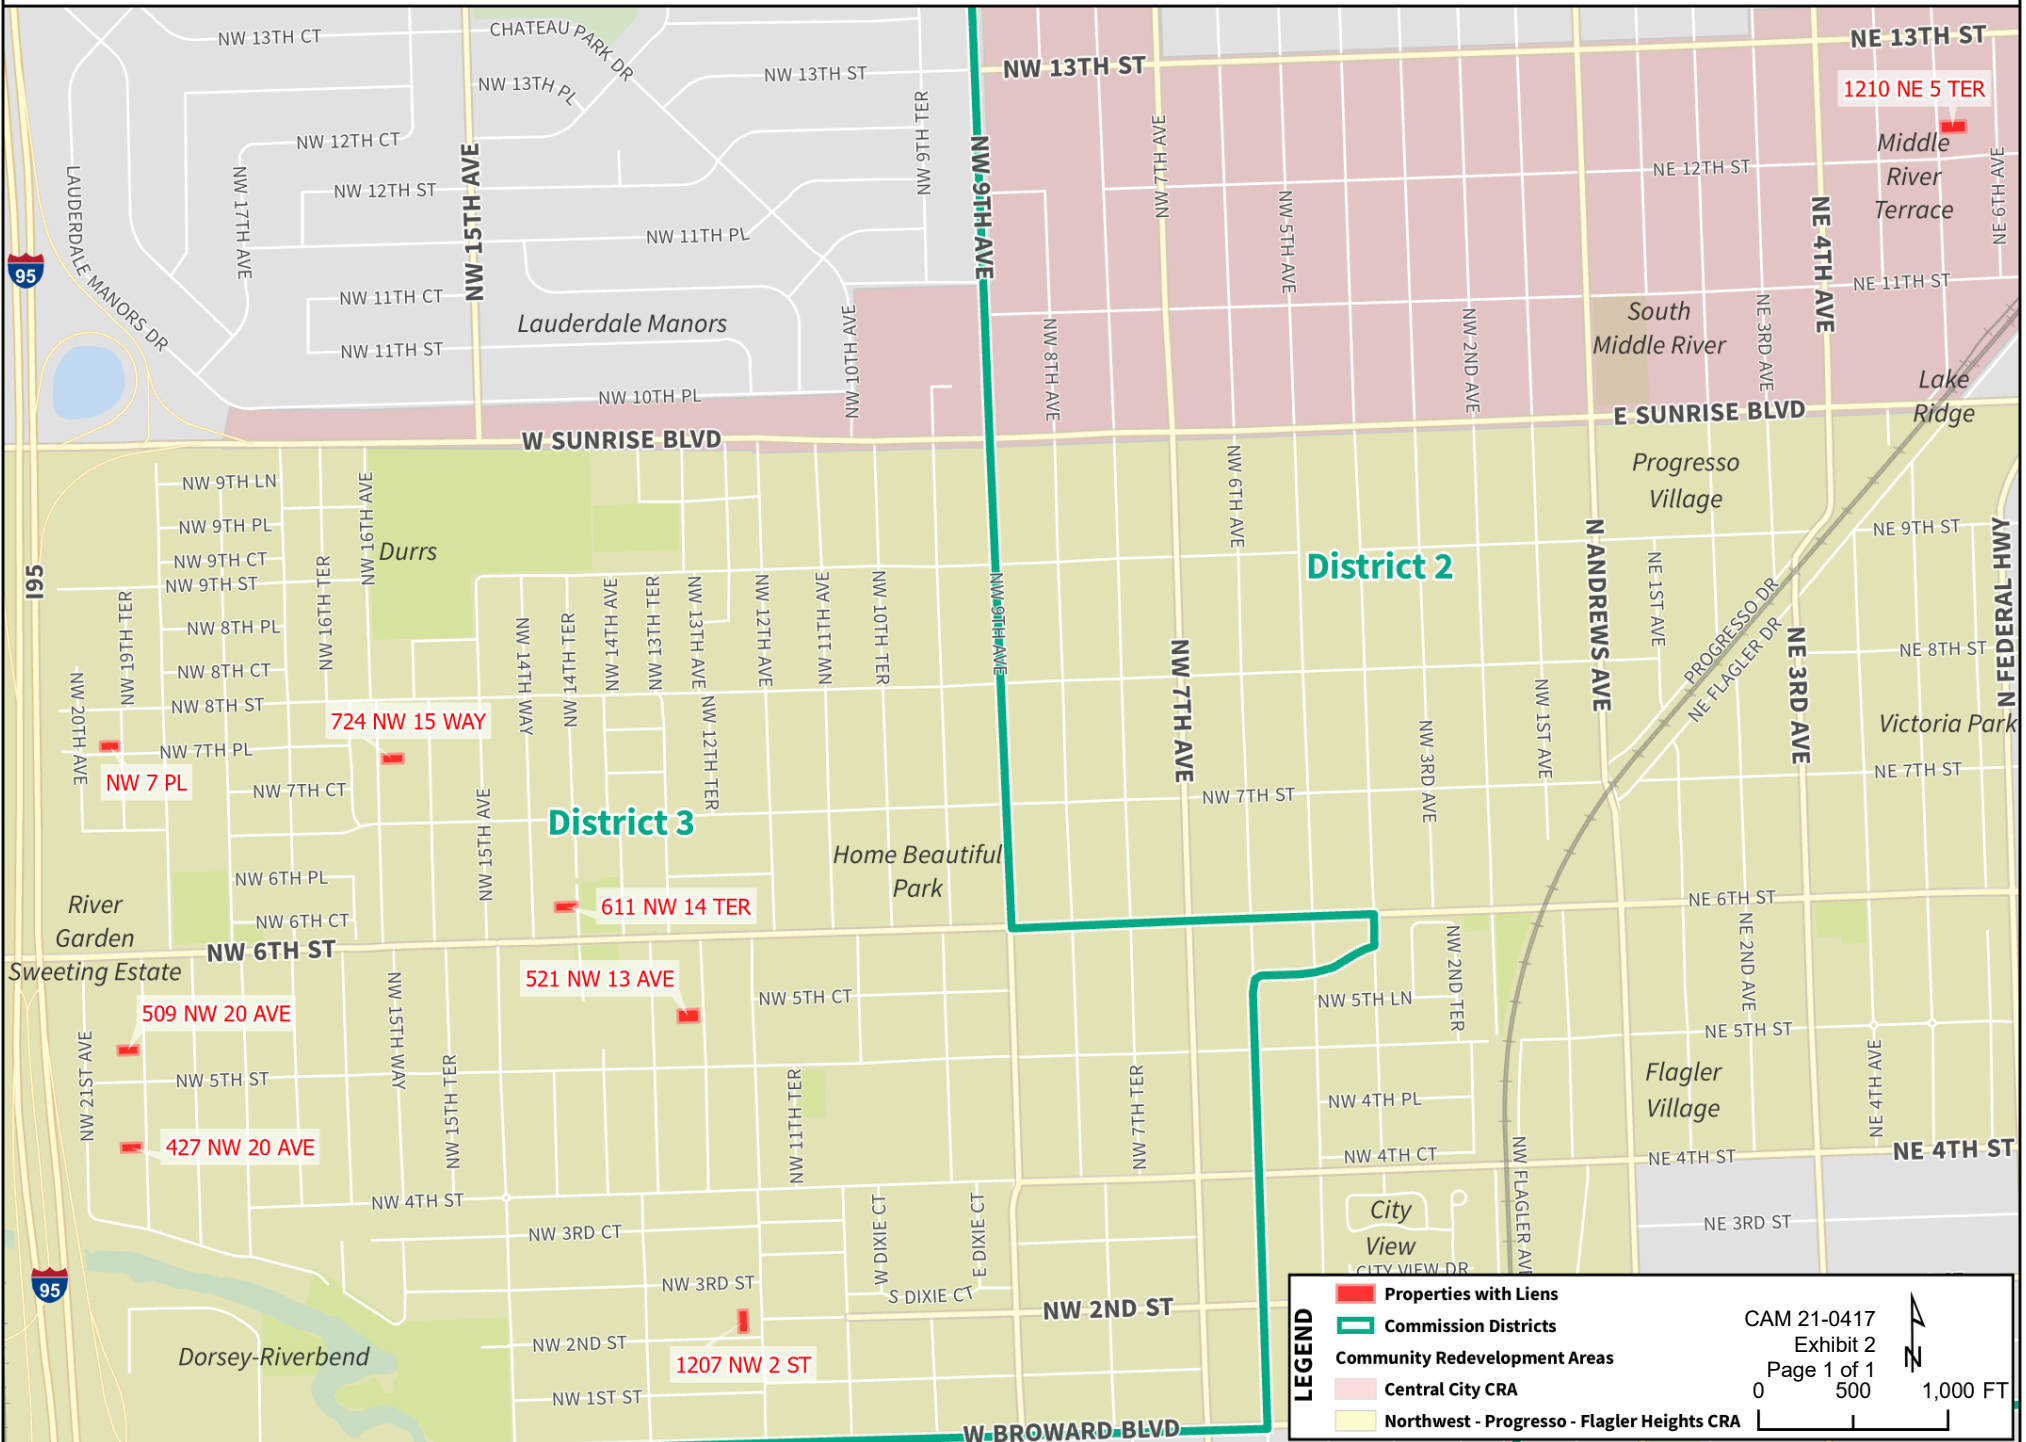 NW 13TH CT
CHATEAU PARK DR
NW 13TH PL
NW 13TH ST
NW 13TH ST
NE 13TH ST
1210 NE 5 TER
NW 12TH CT
NW 12TH ST
NW 9TH TER
NW 7TH AVE
NE 12TH ST
Middle
River
Terrace
NE 6TH AVE
LAUDERDALE MANORS DR
NW 17TH AVE
NW 15TH AVE
NW 9TH AVE
NW 5TH AVE
NE 4TH AVE
NW 11TH PL
95
NW 11TH CT
NE 11TH ST
Lauderdale Manors
NW 11TH ST
NW 10TH AVE
NW 8TH AVE
NW 2ND AVE
South
Middle River
NE 3RD AVE
NW 10TH PL
Lake
Ridge
W SUNRISE BLVD
E SUNRISE BLVD
NW 9TH LN
NW 19TH AVE
NW 6TH AVE
Progresso
Village
NW 9TH PL
NE 9TH ST
N FEDERAL HWY
NW 9TH CT
NW 9TH ST
Durrs
District 2
N ANDREWS AVE
NE 1ST AVE
I95
NW 19TH TER
NW 19TH TER
NW 8TH PL
NW 14TH WAY
NW 14TH TER
NW 14TH AVE
NW 13TH TER
NW 13TH AVE
NW 12TH AVE
NW 11TH AVE
NW 10TH TER
NW 9TH AVE
PROGRESSO DR
NE FLAGLER DR
NE 3RD AVE
NE 8TH ST
NW 8TH CT
NW 7TH AVE
NW 20TH AVE
NW 8TH ST
724 NW 15 WAY
NW 12TH TER
NW 3RD AVE
NW 1ST AVE
Victoria Park
NW 7TH PL
NW 7 PL
NE 7TH ST
NW 7TH CT
NW 15TH AVE
NW 7TH ST
District 3
Home Beautiful
Park
NW 6TH PL
River
Garden
Sweeting Estate
NW 6TH CT
611 NW 14 TER
NE 6TH ST
NW 6TH ST
NW 2ND TER
NE 2ND AVE
521 NW 13 AVE
NW 15TH WAY
NW 5TH CT
NW 5TH LN
509 NW 20 AVE
NE 5TH ST
NW 21ST AVE
NW 5TH ST
NW 15TH TER
NW 11TH TER
NW 7TH TER
Flagler
Village
NE 4TH AVE
NW 4TH PL
427 NW 20 AVE
NW 4TH CT
NE 4TH ST
NE 4TH ST
NW FLAGLER AVE
NW 4TH ST
W DIXIE CT
E DIXIE CT
City
View
NW 3RD CT
NE 3RD ST
CITY VIEW DR
95
NW 3RD ST
S DIXIE CT
NW 2ND ST
NW 2ND ST
Dorsey-Riverbend
1207 NW 2 ST
NW 1ST ST
W BROWARD BLVD
LEGEND
Properties with Liens
Commission Districts
Community Redevelopment Areas
Central City CRA
Northwest - Progresso - Flagler Heights CRA
CAM 21-0417
Exhibit 2
Page 1 of 1
N
0 500 1,000 FT